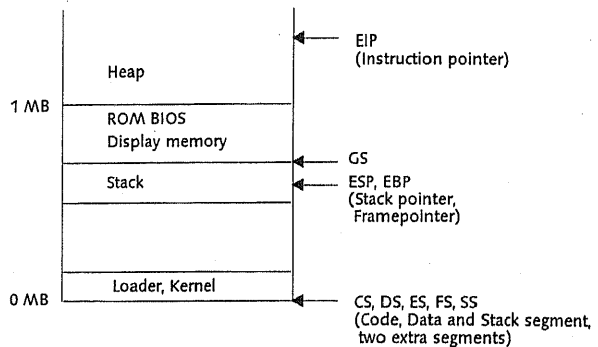 EIP
(Instruction pointer)
Heap
1 MB
ROM BIOS
Display memory
GS
Stack
ESP, EBP
(Stack pointer,
Framepointer)
Loader, Kernel
0 MB
CS, DS, ES, FS, SS
(Code, Data and Stack segment,
two extra segments)